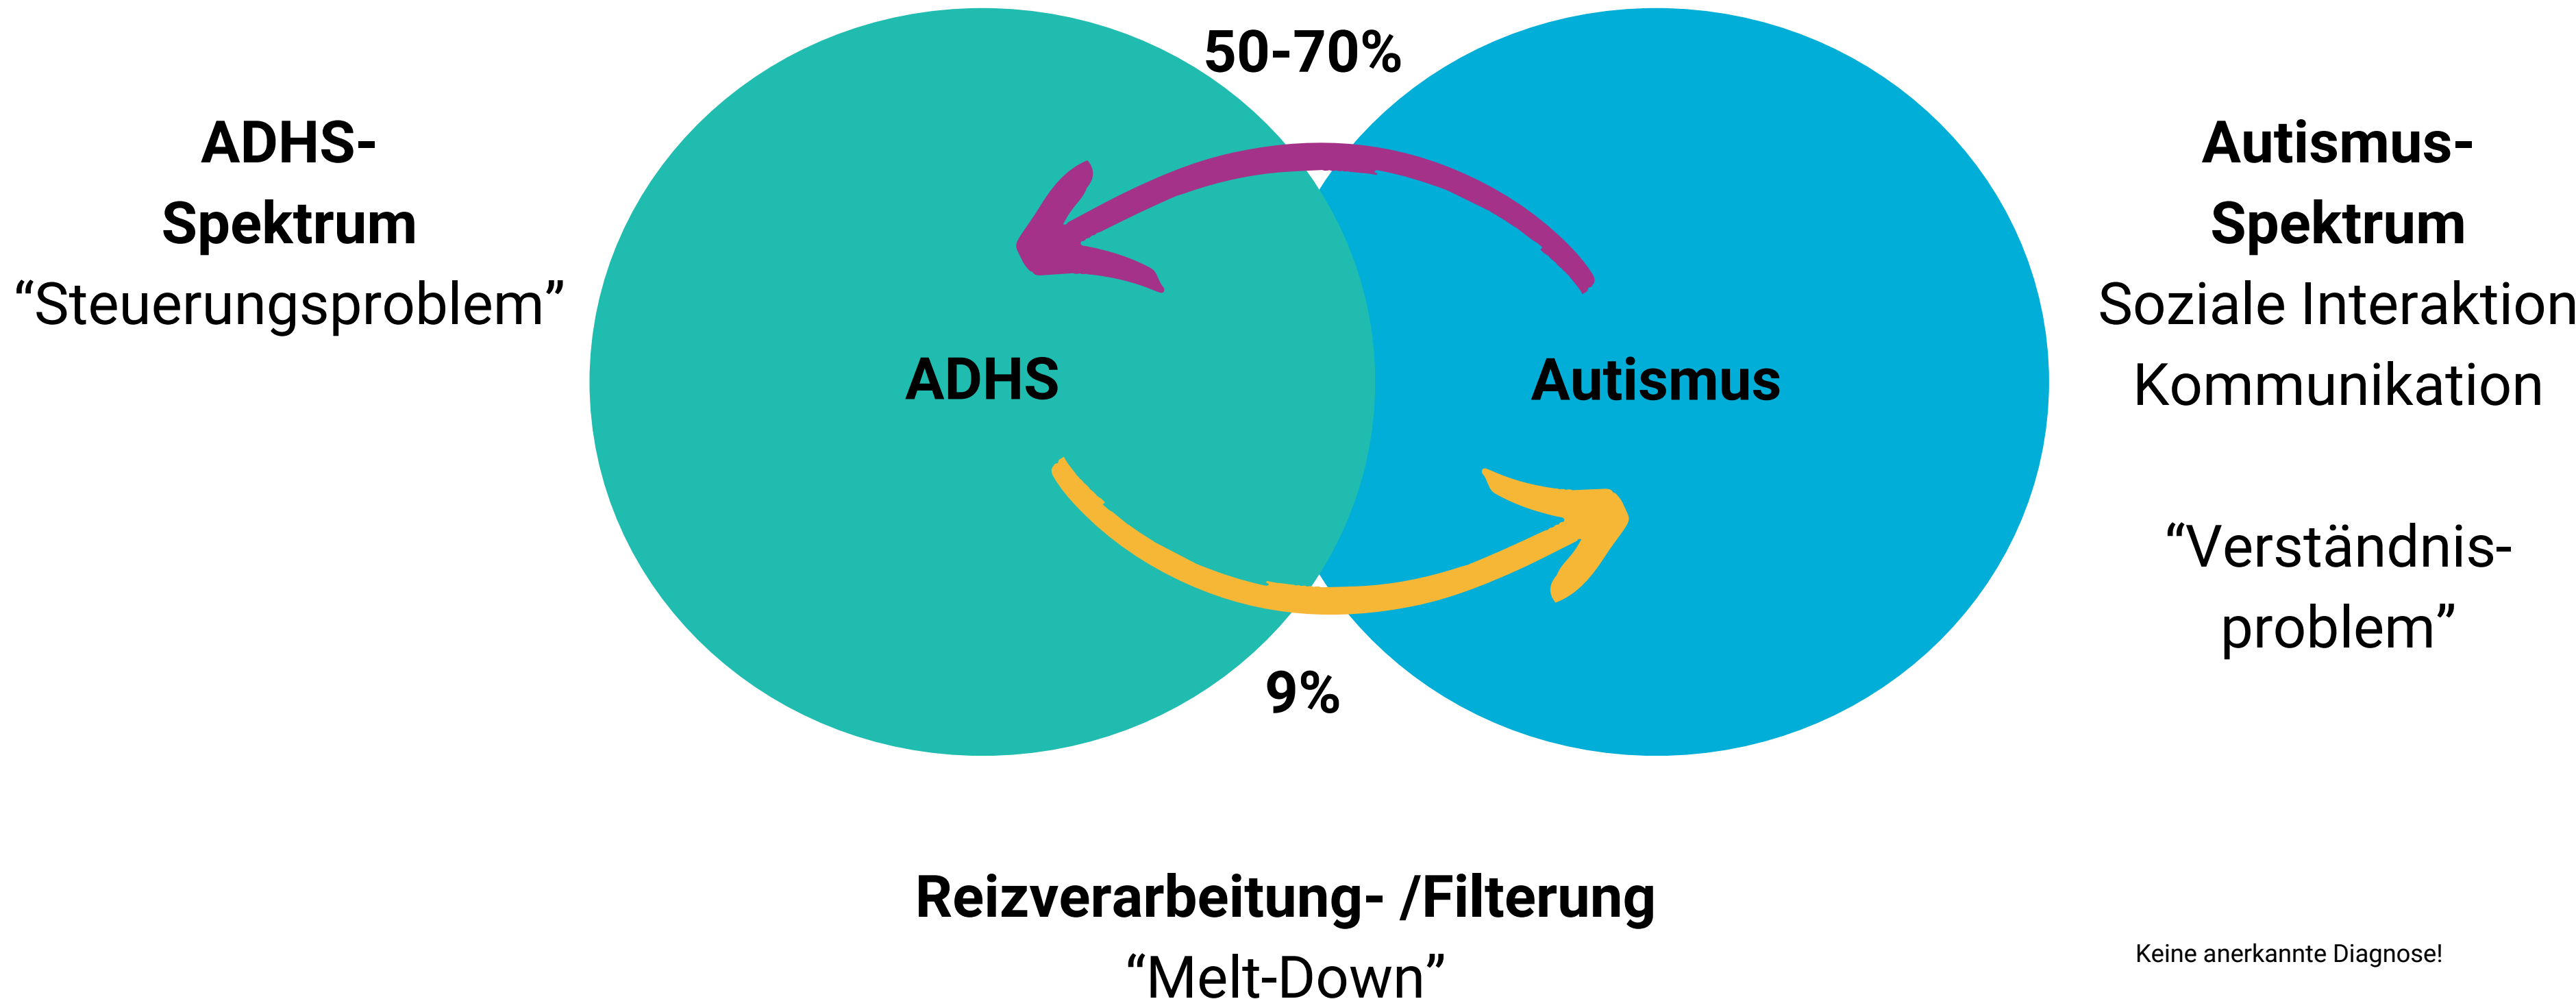 50-70%
ADHS-
Spektrum
“Steuerungsproblem”
ADHS
Autismus
Autismus-
Spektrum
Soziale Interaktion
Kommunikation
“Verständnis-
problem”
9%
Reizverarbeitung- /Filterung
“Melt-Down”
Keine anerkannte Diagnose!